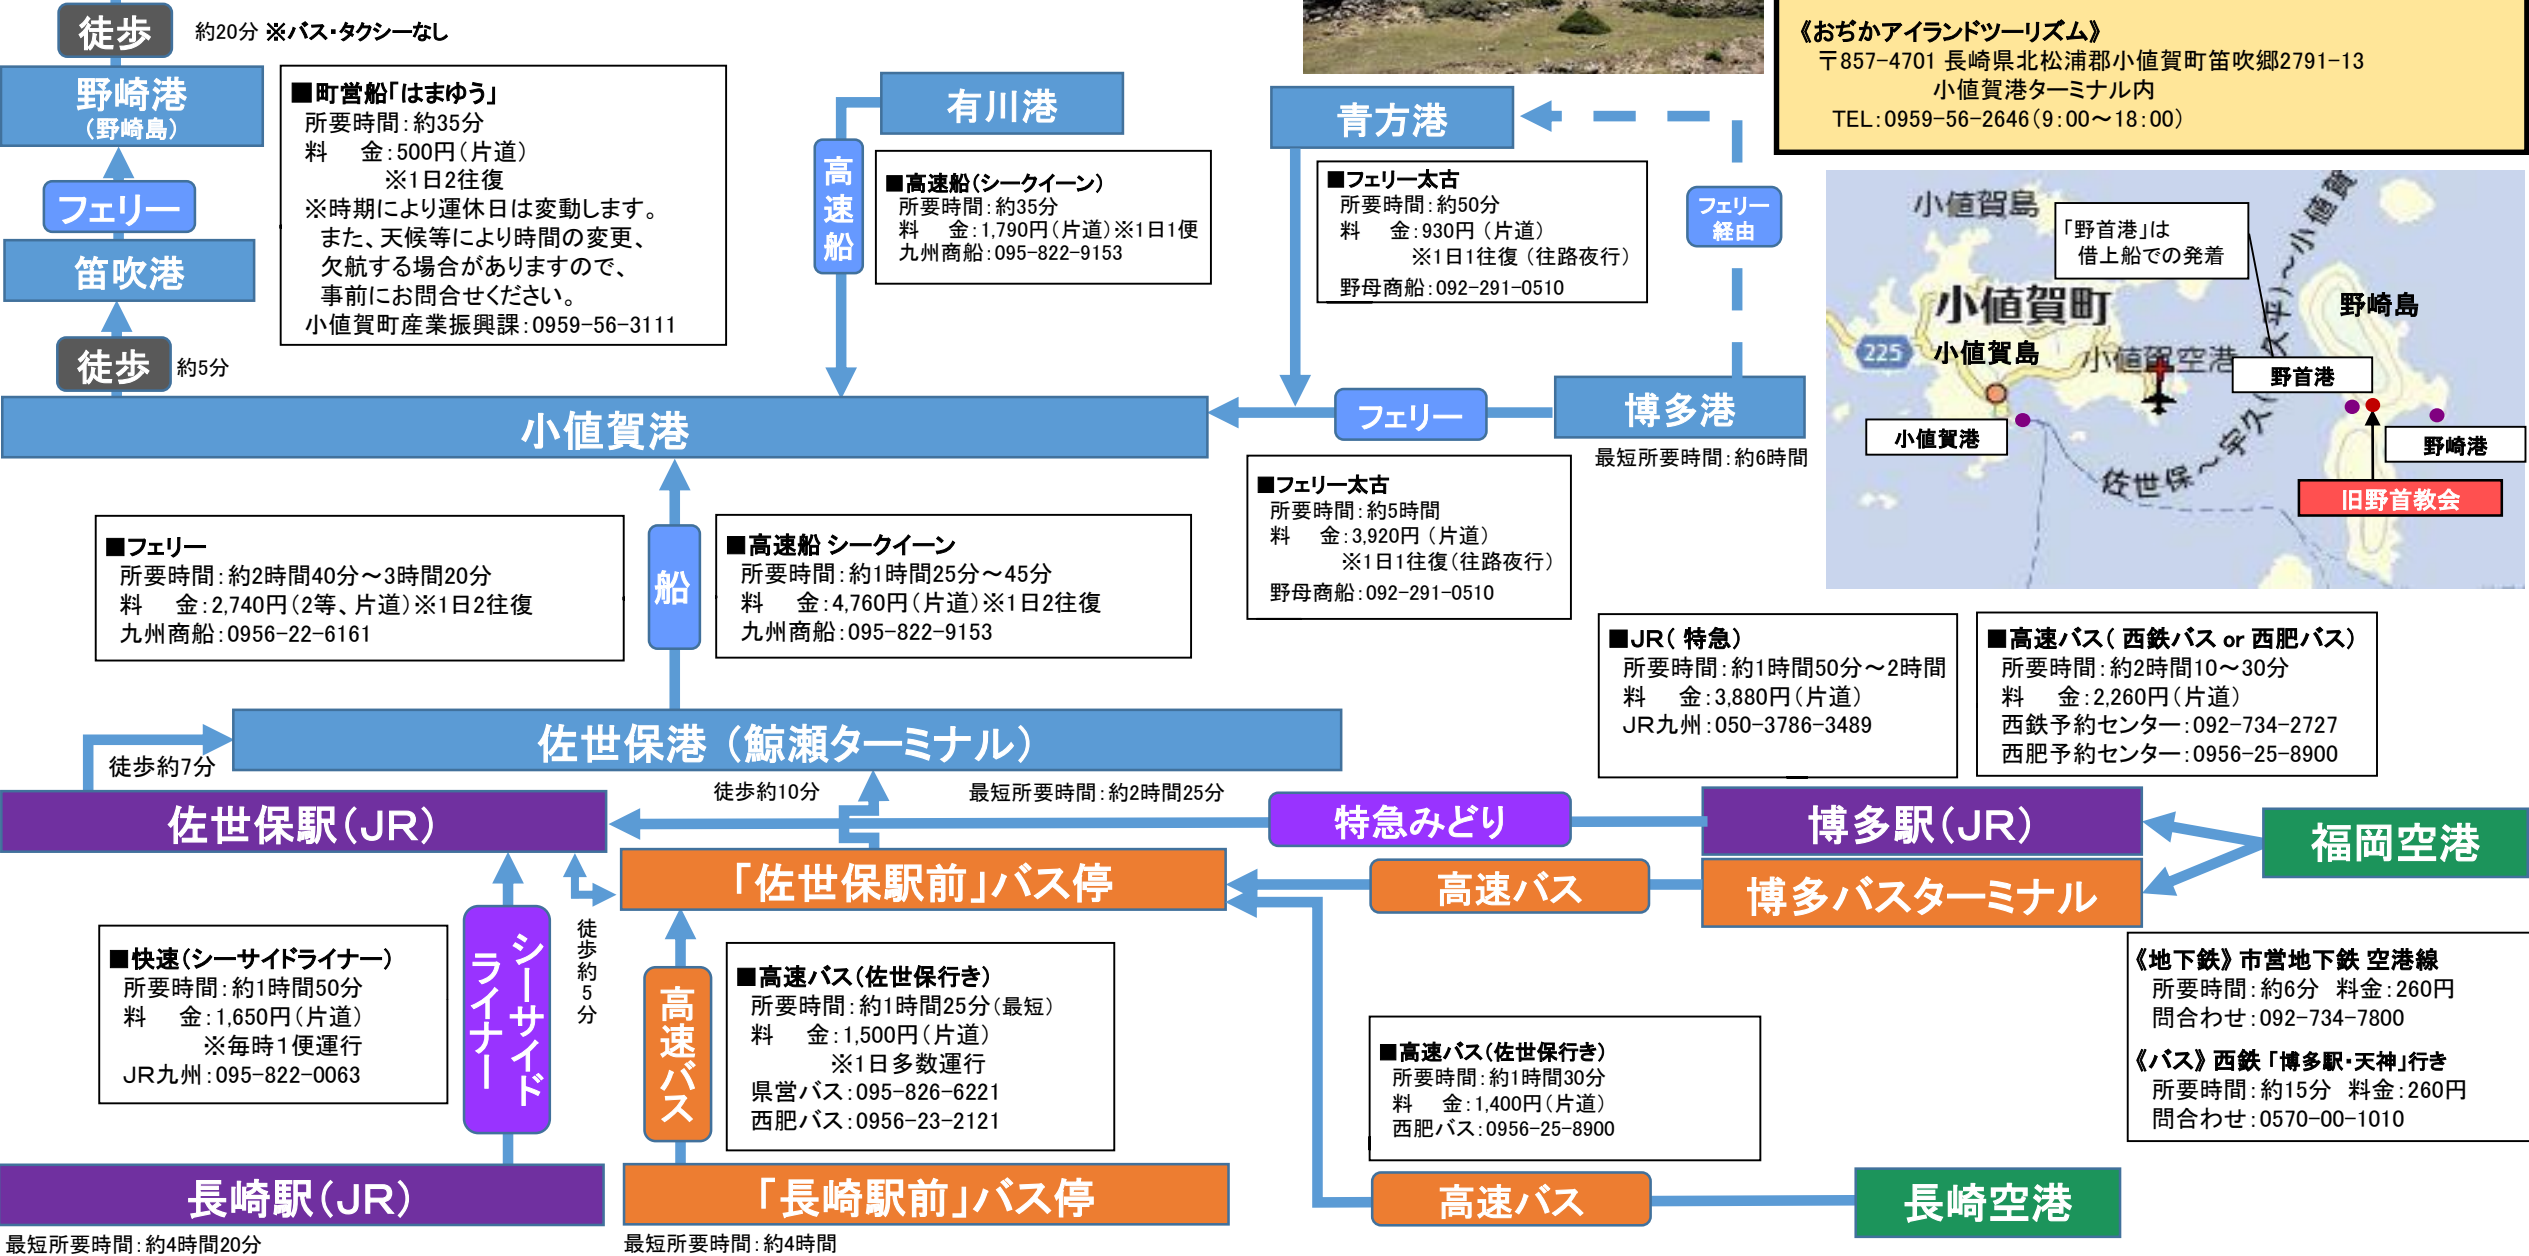 徒歩
約20分 ※バス・タクシーなし
野崎港
（野崎島）
フェリー
笛吹港
徒歩
約5分
■町営船「はまゆう」
所要時間：約35分
料　金：500円（片道）
※1日2往復
※時期により運休日は変動します。
また、天候等により時間の変更、
欠航する場合がありますので、
事前にお問合せください。
小値賀町産業振興課：0959-56-3111
有川港
高速船
■高速船（シークイーン）
所要時間：約35分
料　金：1,790円（片道）※1日1便
九州商船：095-822-9153
青方港
■フェリー太古
所要時間：約50分
料　金：930円 （片道）
※1日1往復 （往路夜行）
野母商船：092-291-0510
フェリー
経由
《おぢかアイランドツーリズム》
〒857-4701 長崎県北松浦郡小値賀町笛吹郷2791-13
小値賀港ターミナル内
TEL：0959-56-2646（9：00～18：00）
小値賀島
「野首港」は
借上船での発着
小値賀町
野崎島
225
小値賀島
小値賀空港
野首港
小値賀港
野崎港
旧野首教会
佐世保～宇久(平)～小値賀
小値賀港
フェリー
博多港
最短所要時間：約6時間
■フェリー太古
所要時間：約5時間
料　金：3,920円 （片道）
※1日1往復（往路夜行）
野母商船：092-291-0510
■フェリー
所要時間：約2時間40分～3時間20分
料　金：2,740円（2等、片道）※1日2往復
九州商船：0956-22-6161
船
■高速船 シークイーン
所要時間：約1時間25分～45分
料　金：4,760円（片道）※1日2往復
九州商船：095-822-9153
■JR（ 特急）
所要時間：約1時間50分～2時間
料　金：3,880円（片道）
JR九州：050-3786-3489
■高速バス（ 西鉄バス or 西肥バス）
所要時間：約2時間10～30分
料　金：2,260円（片道）
西鉄予約センター：092-734-2727
西肥予約センター：0956-25-8900
佐世保港 （鯨瀬ターミナル）
徒歩約7分
徒歩約10分
最短所要時間：約2時間25分
佐世保駅（JR）
特急みどり
博多駅（JR）
福岡空港
「佐世保駅前」バス停
高速バス
博多バスターミナル
徒歩約5分
■快速（シーサイドライナー）
所要時間：約1時間50分
料　金：1,650円（片道）
※毎時１便運行
JR九州：095-822-0063
シーサイド
ライナー
高速バス
■高速バス（佐世保行き）
所要時間：約1時間25分（最短）
料　金：1,500円（片道）
※1日多数運行
県営バス：095-826-6221
西肥バス：0956-23-2121
■高速バス（佐世保行き）
所要時間：約1時間30分
料　金：1,400円（片道）
西肥バス：0956-25-8900
《地下鉄》 市営地下鉄 空港線
所要時間：約6分　料金：260円
問合わせ：092-734-7800
《バス》 西鉄 「博多駅・天神」行き
所要時間：約15分　料金：260円
問合わせ：0570-00-1010
長崎駅（JR）
「長崎駅前」バス停
高速バス
長崎空港
最短所要時間：約4時間20分
最短所要時間：約4時間